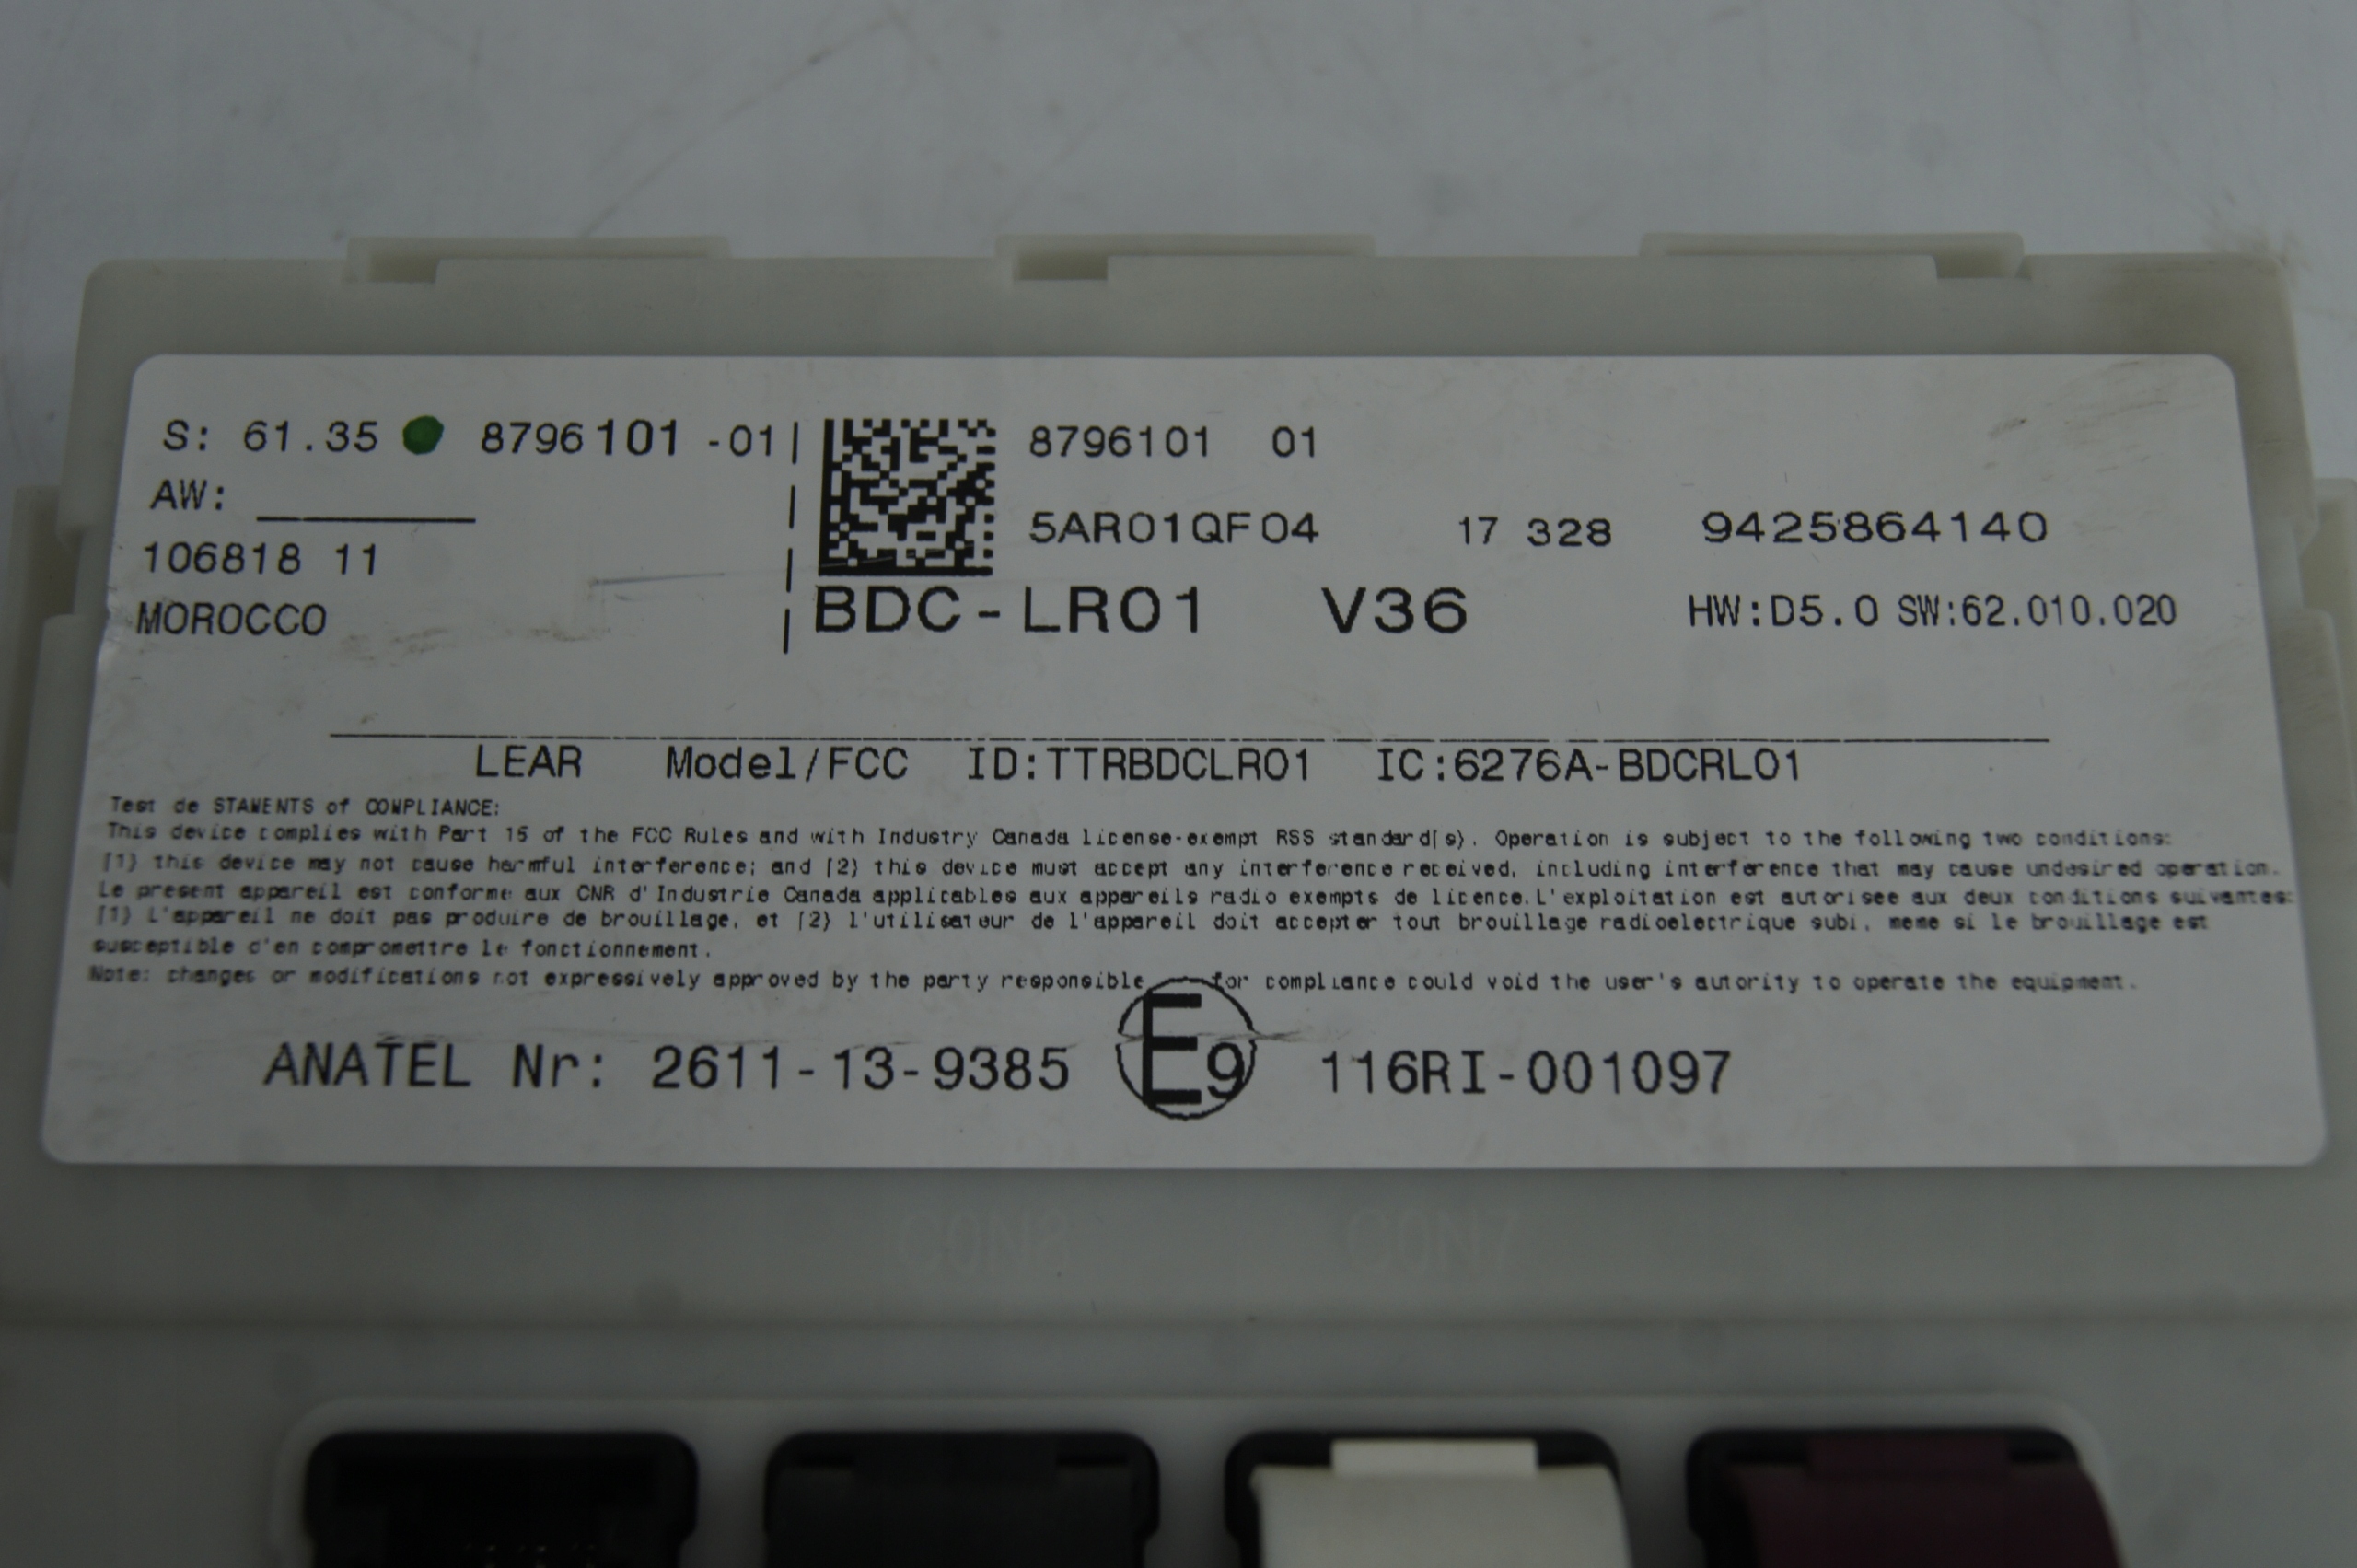 S: 61.35 8796101 -01
8796101 01
AW:
5AR01QF04 17 328 9425864140
106818 11
MOROCCO
BDC-LR01 V36 HW:D5.0 SW:62.010.020
LEAR Model/FCC ID:TTRBDCLR01 IC:6276A-BDCRL01
Test de STAMENTS of COMPLIANCE:
This device complies with Part 15 of the FCC Rules and with Industry Canada license-exempt RSS standard(s). Operation is subject to the following two conditions:
(1) this device may not cause harmful interference; and (2) this device must accept any interference received, including interference that may cause undesired operation.
Le present appareil est conforme aux CNR d'Industrie Canada applicables aux appareils radio exempts de licence.L'exploitation est autorisee aux deux conditions suivantes:
(1) L'appareil ne doit pas produire de brouillage, et (2) l'utilisateur de l'appareil doit accepter tout brouillage radioelectrique subi, meme si le brouillage est
susceptible d'en compromettre le fonctionnement.
Note: changes or modifications not expressively approved by the party responsible for compliance could void the user's autority to operate the equipment.
ANATEL Nr: 2611-13-9385 E9 116RI-001097
CON8 CON7